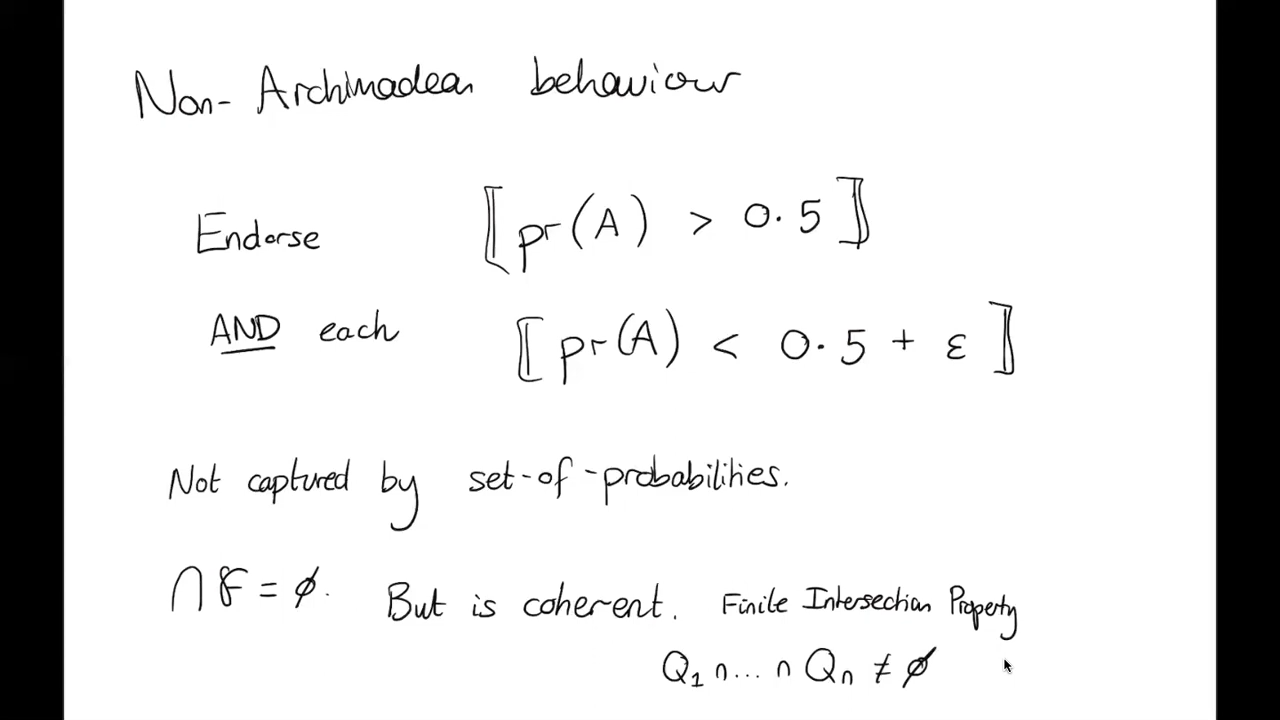 Non-Archimadean behaviour
Endorse ⟦pr(A) > 0.5⟧
AND each ⟦pr(A) < 0.5 + ε⟧
Not captured by set-of-probabilities.
∩ F = ∅. But is coherent. Finite Intersection Property
Q₁ ∩ ... ∩ Qₙ ≠ ∅